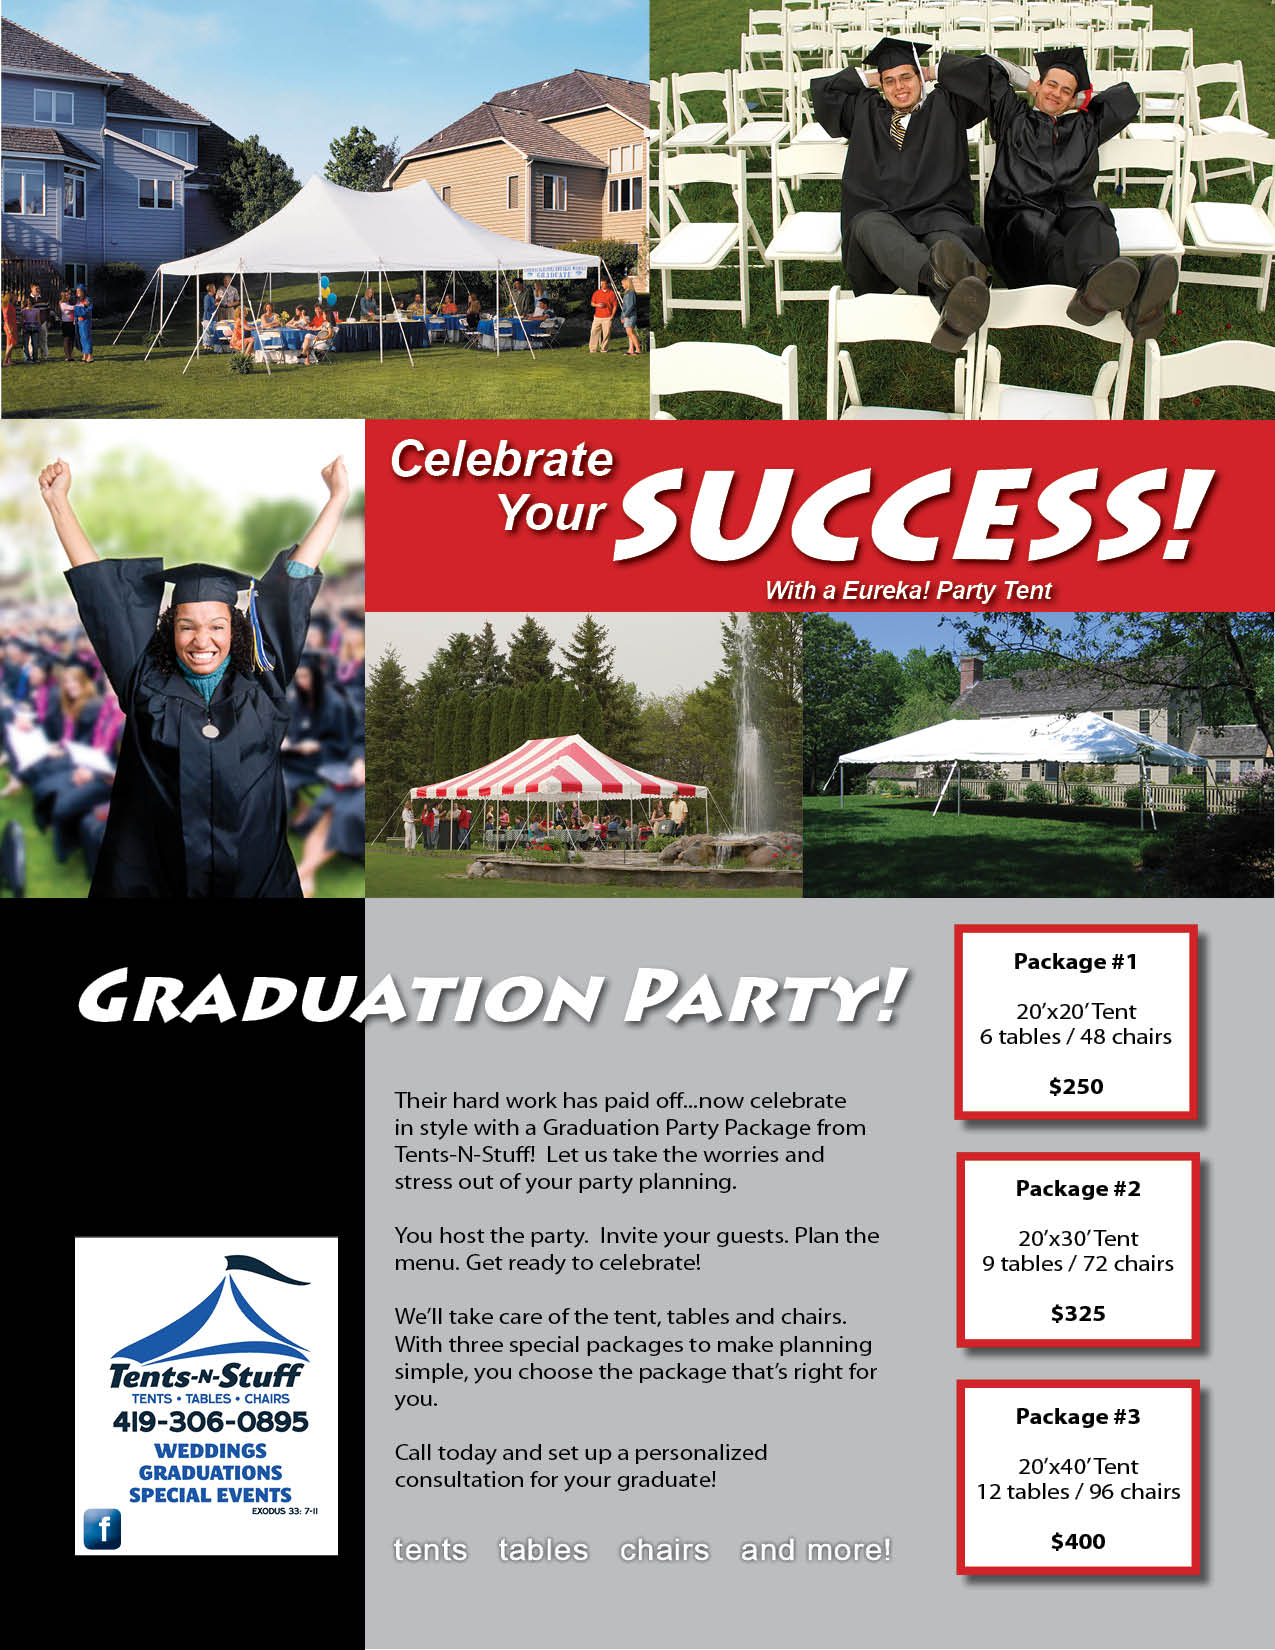 GRADUATE
Celebrate
Your
SUCCESS!
With a Eureka! Party Tent
GRADUATION PARTY!
Their hard work has paid off...now celebrate
in style with a Graduation Party Package from
Tents-N-Stuff!  Let us take the worries and
stress out of your party planning.
You host the party.  Invite your guests. Plan the
menu. Get ready to celebrate!
We'll take care of the tent, tables and chairs.
With three special packages to make planning
simple, you choose the package that's right for
you.
Call today and set up a personalized
consultation for your graduate!
tents tables chairs and more!
Package #1
20'x20' Tent
6 tables / 48 chairs
$250
Package #2
20'x30' Tent
9 tables / 72 chairs
$325
Package #3
20'x40' Tent
12 tables / 96 chairs
$400
Tents-N-Stuff
TENTS • TABLES • CHAIRS
419-306-0895
WEDDINGS
GRADUATIONS
SPECIAL EVENTS
EXODUS 33: 7-11
f